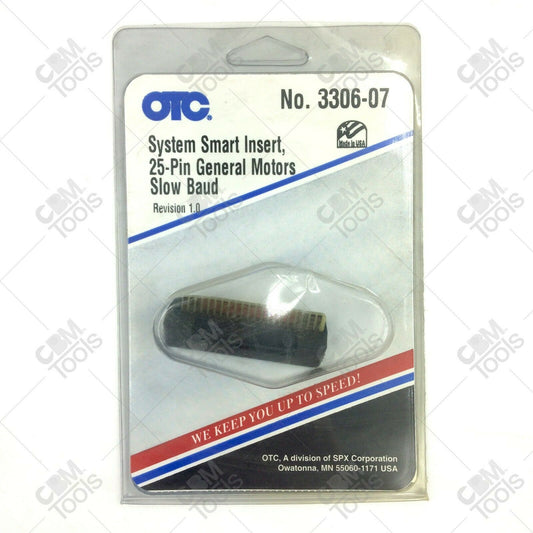 OTC
No. 3306-07
Made in USA
System Smart Insert,
25-Pin General Motors
Slow Baud
Revision 1.0
WE KEEP YOU UP TO SPEED!
OTC, A division of SPX Corporation
Owatonna, MN 55060-1171 USA
CDM Tools